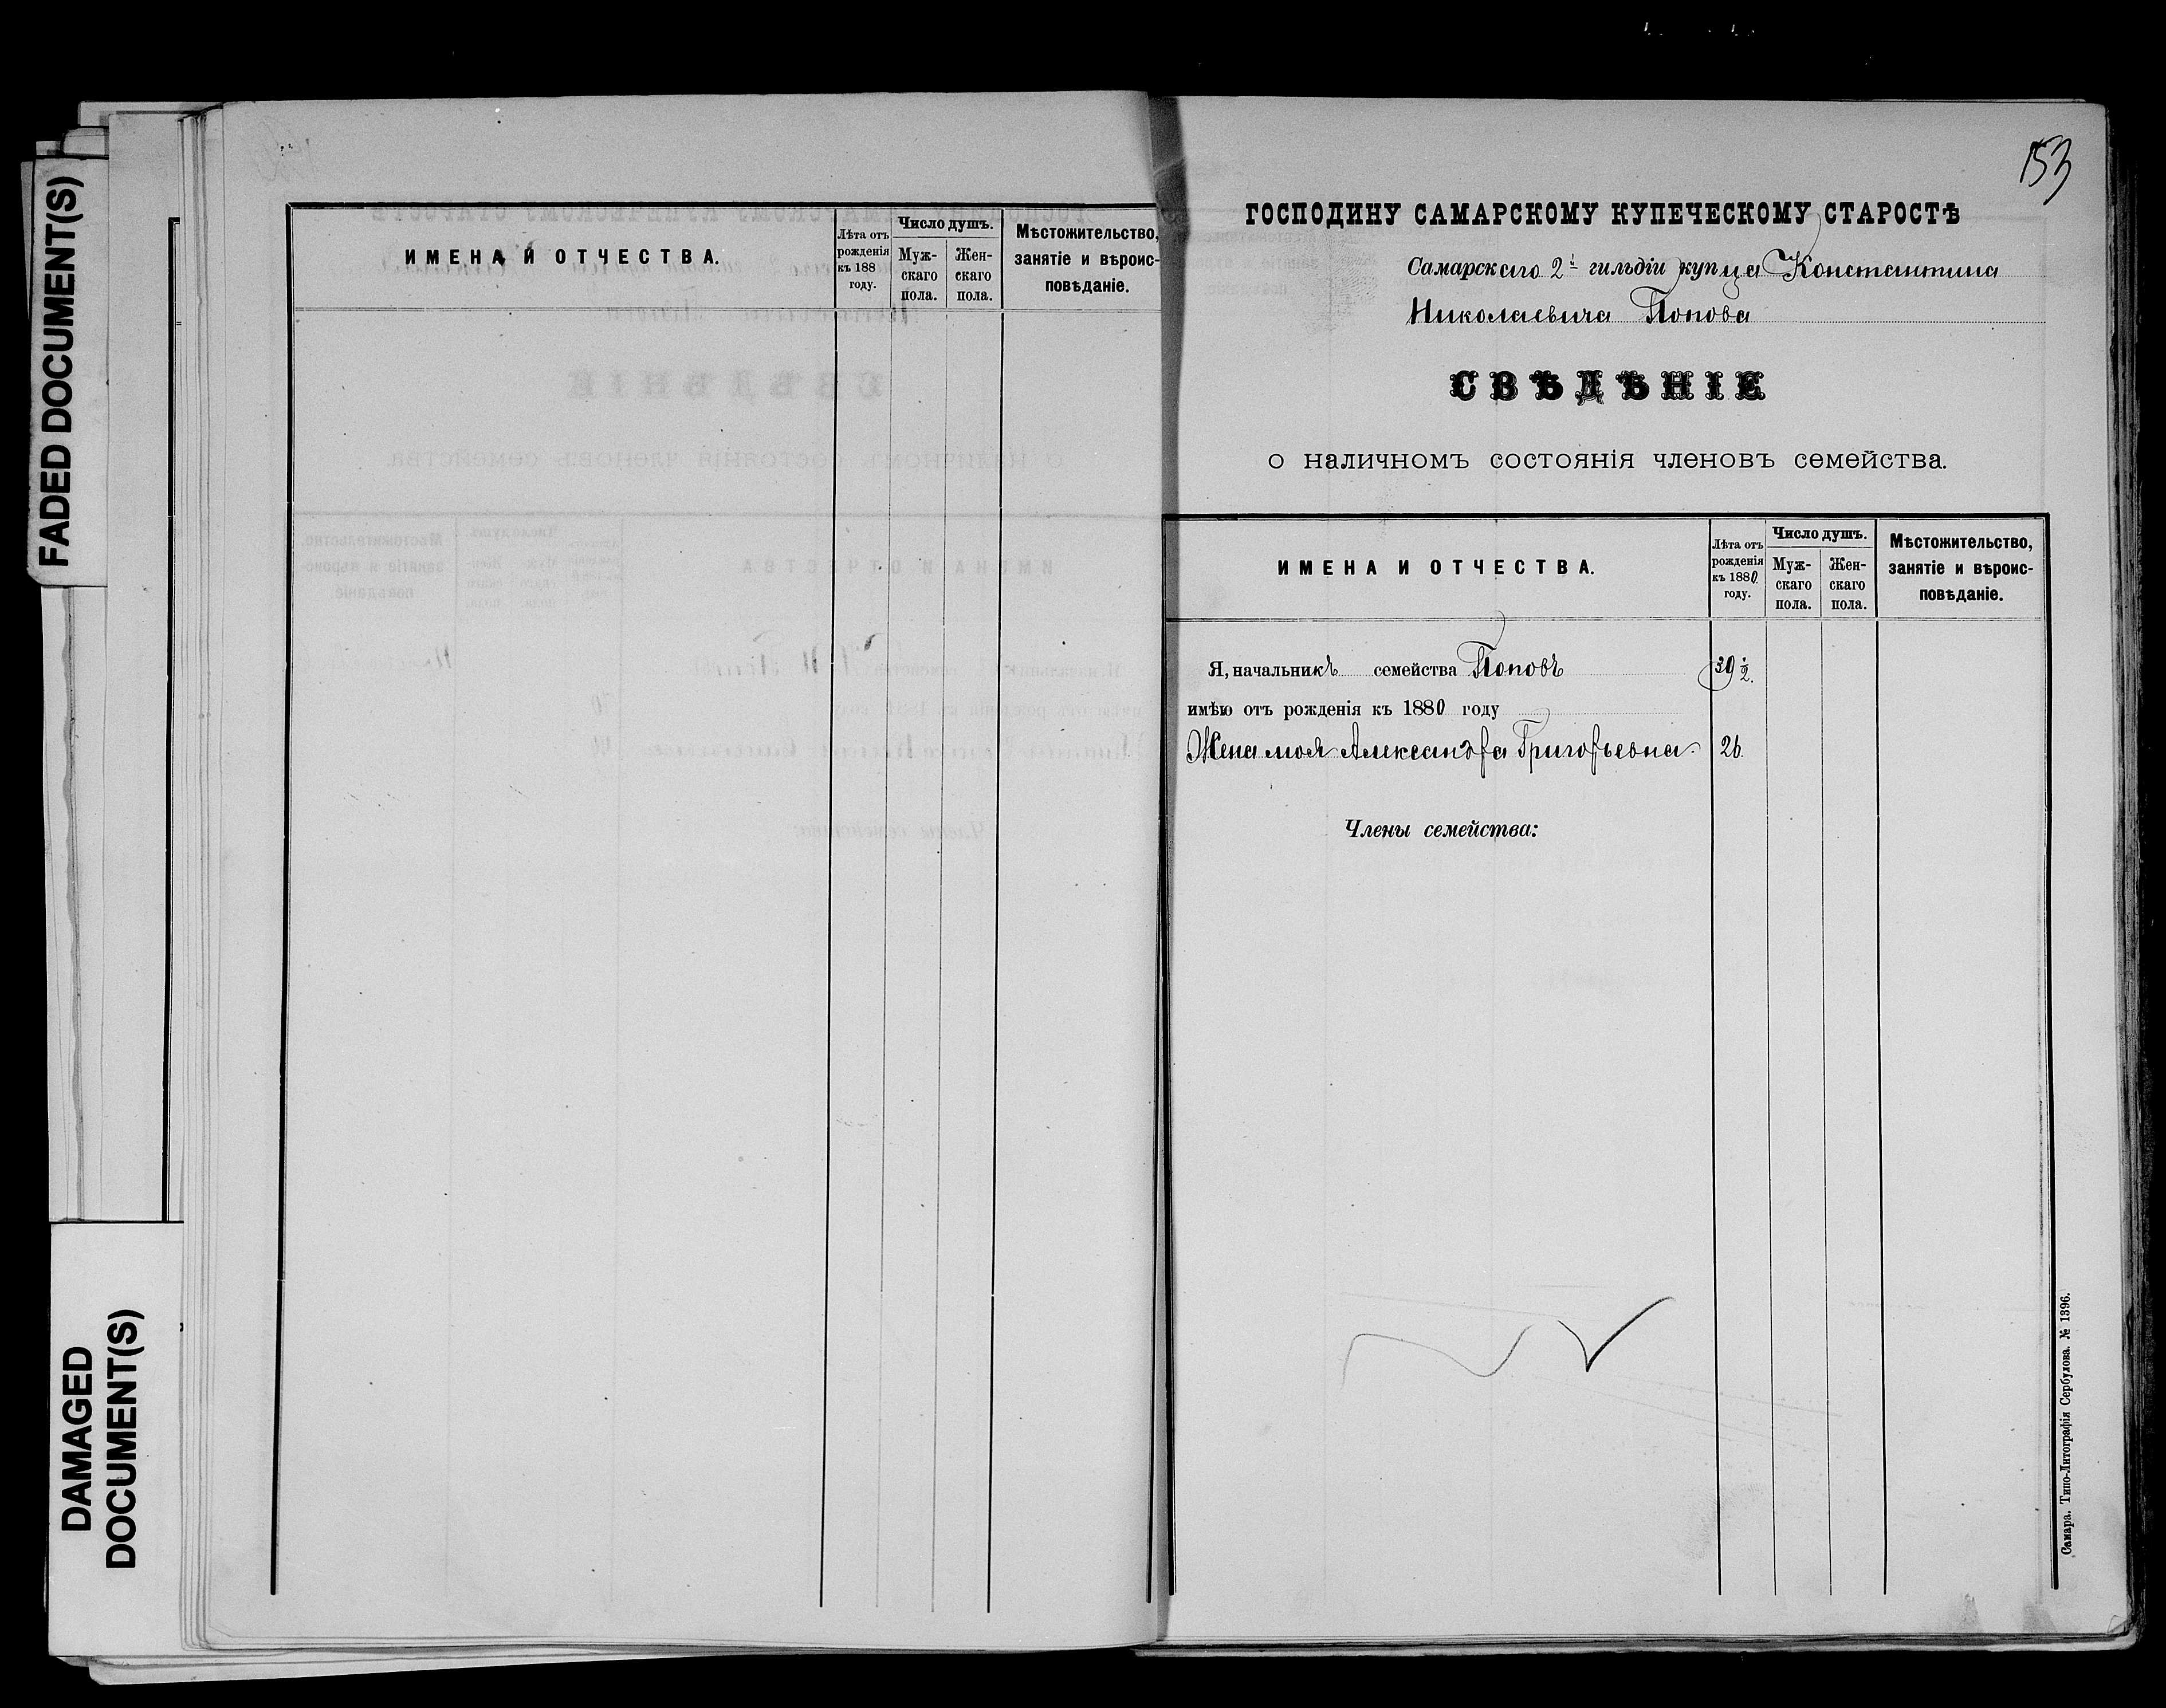 FADED DOCUMENT(S)
DAMAGED
DOCUMENT(S)
ИМЕНА И ОТЧЕСТВА.
Лѣта отъ
рожденія
къ 188
году.
Число душъ.
Муж-
скаго
пола.
Жен-
скаго
пола.
Мѣстожительство,
занятіе и вѣроис-
повѣданіе.
153
ГОСПОДИНУ САМАРСКОМУ КУПЕЧЕСКОМУ СТАРОСТѢ
Самарскаго 2й гильдіи купца Константина
Николаевича Попова
СВѢДѢНІЕ
о наличномъ состоянія членовъ семейства.
ИМЕНА И ОТЧЕСТВА.
Лѣта отъ
рожденія
къ 1880.
году.
Число душъ.
Муж-
скаго
пола.
Жен-
скаго
пола.
Мѣстожительство,
занятіе и вѣроис-
повѣданіе.
Я, начальникъ семейства Поповъ 39 ½.
имѣю отъ рожденія къ 1880 году
Жена моя Александра Григорьевна. 26.
Члены семейства:
Самара. Типо-Литографія Сербулова. № 1396.